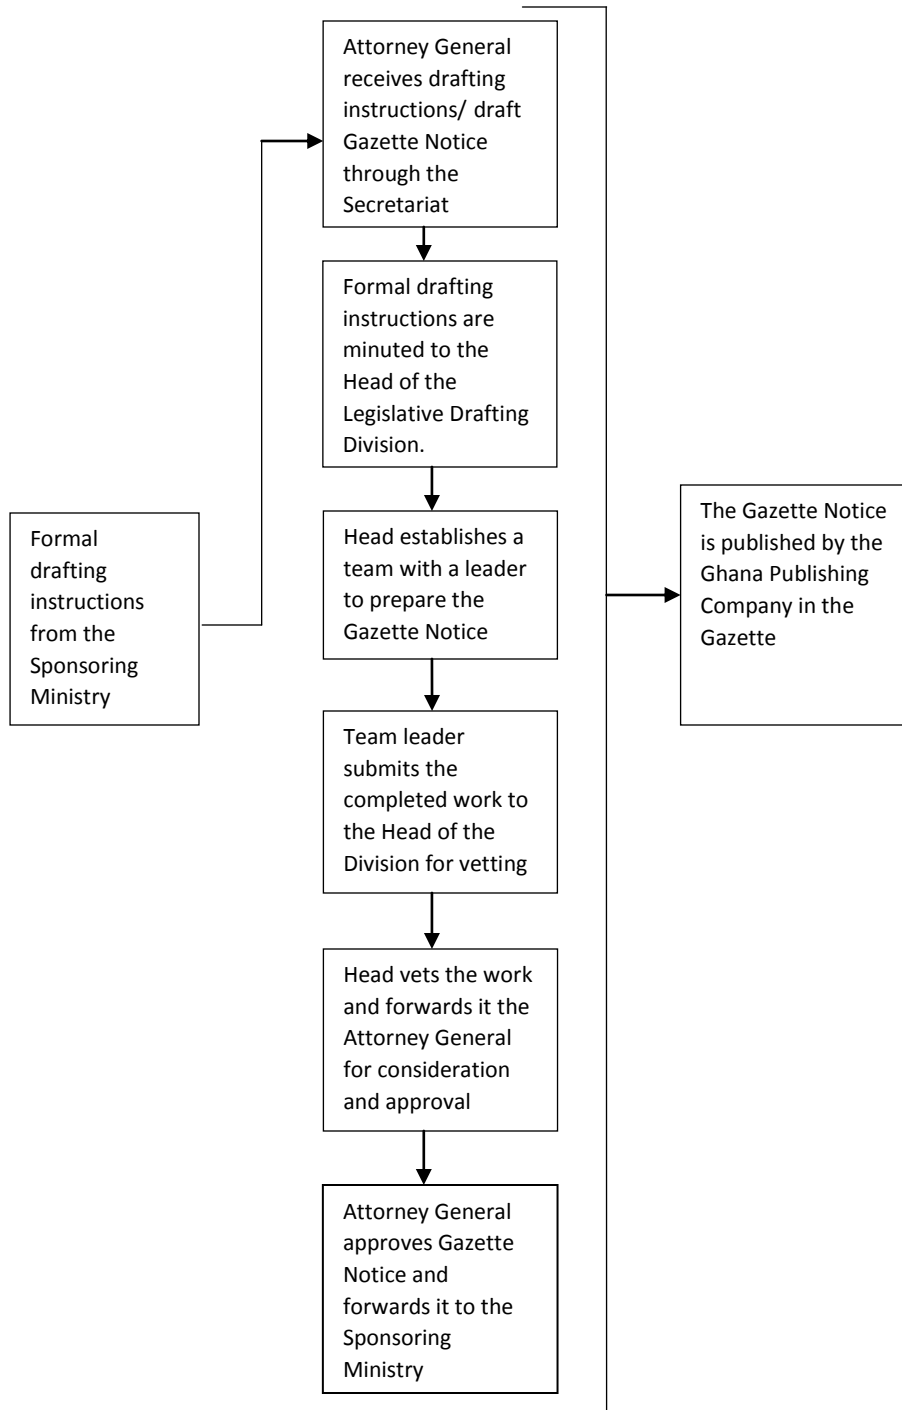 Attorney General
receives drafting
instructions/ draft
Gazette Notice
through the
Secretariat
Formal drafting
instructions are
minuted to the
Head of the
Legislative Drafting
Division.
Formal
drafting
instructions
from the
Sponsoring
Ministry
Head establishes a
team with a leader
to prepare the
Gazette Notice
The Gazette Notice
is published by the
Ghana Publishing
Company in the
Gazette
Team leader
submits the
completed work to
the Head of the
Division for vetting
Head vets the work
and forwards it the
Attorney General
for consideration
and approval
Attorney General
approves Gazette
Notice and
forwards it to the
Sponsoring
Ministry